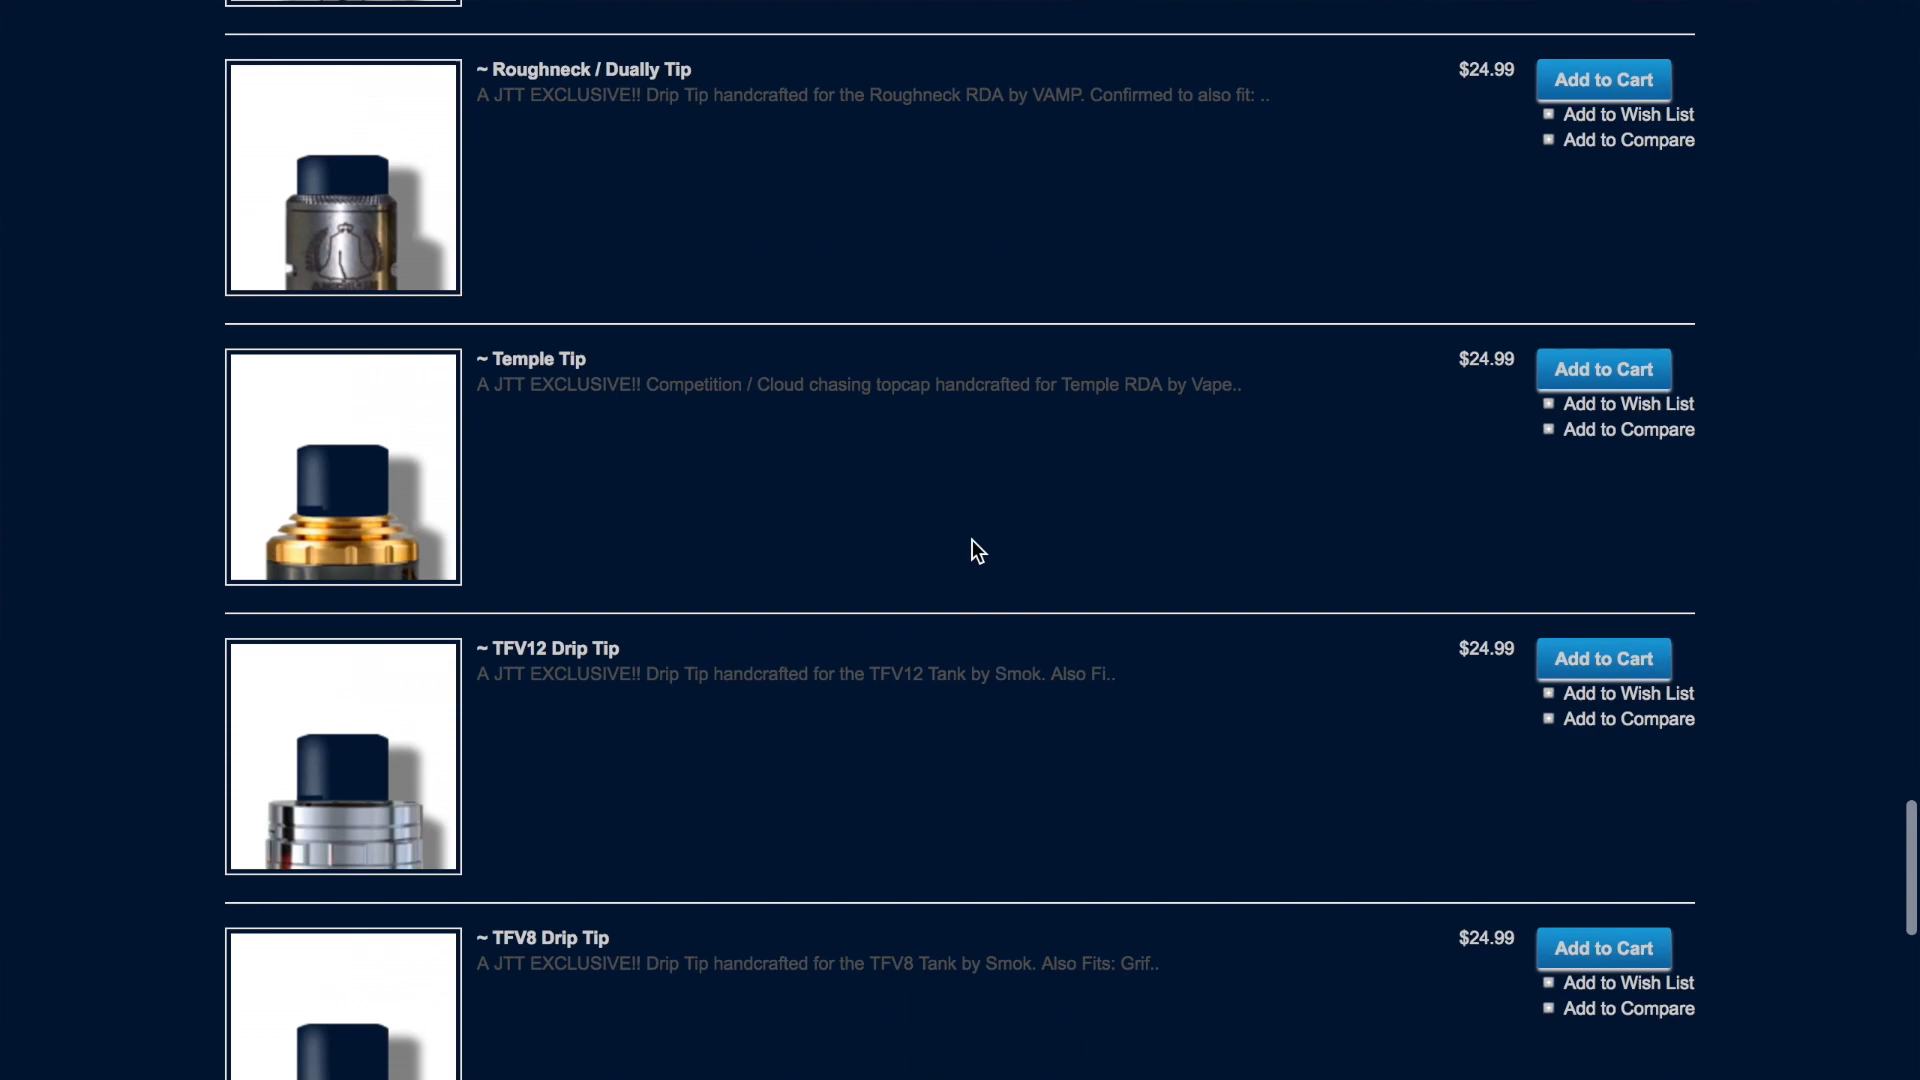 ~ Roughneck / Dually Tip
A JTT EXCLUSIVE!! Drip Tip handcrafted for the Roughneck RDA by VAMP. Confirmed to also fit: ..
$24.99
Add to Cart
Add to Wish List
Add to Compare
~ Temple Tip
A JTT EXCLUSIVE!! Competition / Cloud chasing topcap handcrafted for Temple RDA by Vape..
$24.99
Add to Cart
Add to Wish List
Add to Compare
~ TFV12 Drip Tip
A JTT EXCLUSIVE!! Drip Tip handcrafted for the TFV12 Tank by Smok. Also Fi..
$24.99
Add to Cart
Add to Wish List
Add to Compare
~ TFV8 Drip Tip
A JTT EXCLUSIVE!! Drip Tip handcrafted for the TFV8 Tank by Smok. Also Fits: Grif..
$24.99
Add to Cart
Add to Wish List
Add to Compare